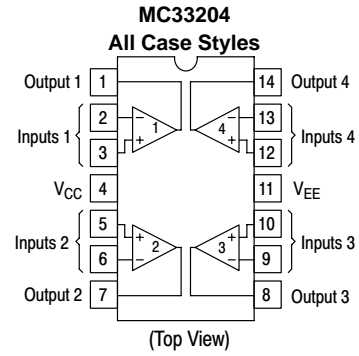 MC33204
All Case Styles
Output 1 1 14 Output 4
2 − − 13
Inputs 1 1 4 Inputs 4
3 + + 12
VCC 4 11 VEE
5 + + 10
Inputs 2 2 3 Inputs 3
6 − − 9
Output 2 7 8 Output 3
(Top View)